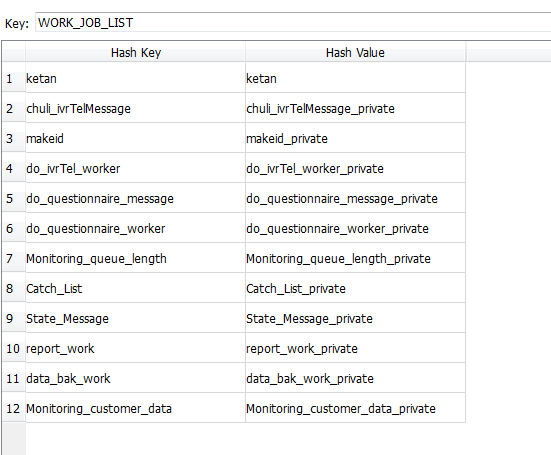 Key: WORK_JOB_LIST
Hash Key Hash Value
1 ketan ketan
2 chuli_ivrTelMessage chuli_ivrTelMessage_private
3 makeid makeid_private
4 do_ivrTel_worker do_ivrTel_worker_private
5 do_questionnaire_message do_questionnaire_message_private
6 do_questionnaire_worker do_questionnaire_worker_private
7 Monitoring_queue_length Monitoring_queue_length_private
8 Catch_List Catch_List_private
9 State_Message State_Message_private
10 report_work report_work_private
11 data_bak_work data_bak_work_private
12 Monitoring_customer_data Monitoring_customer_data_private